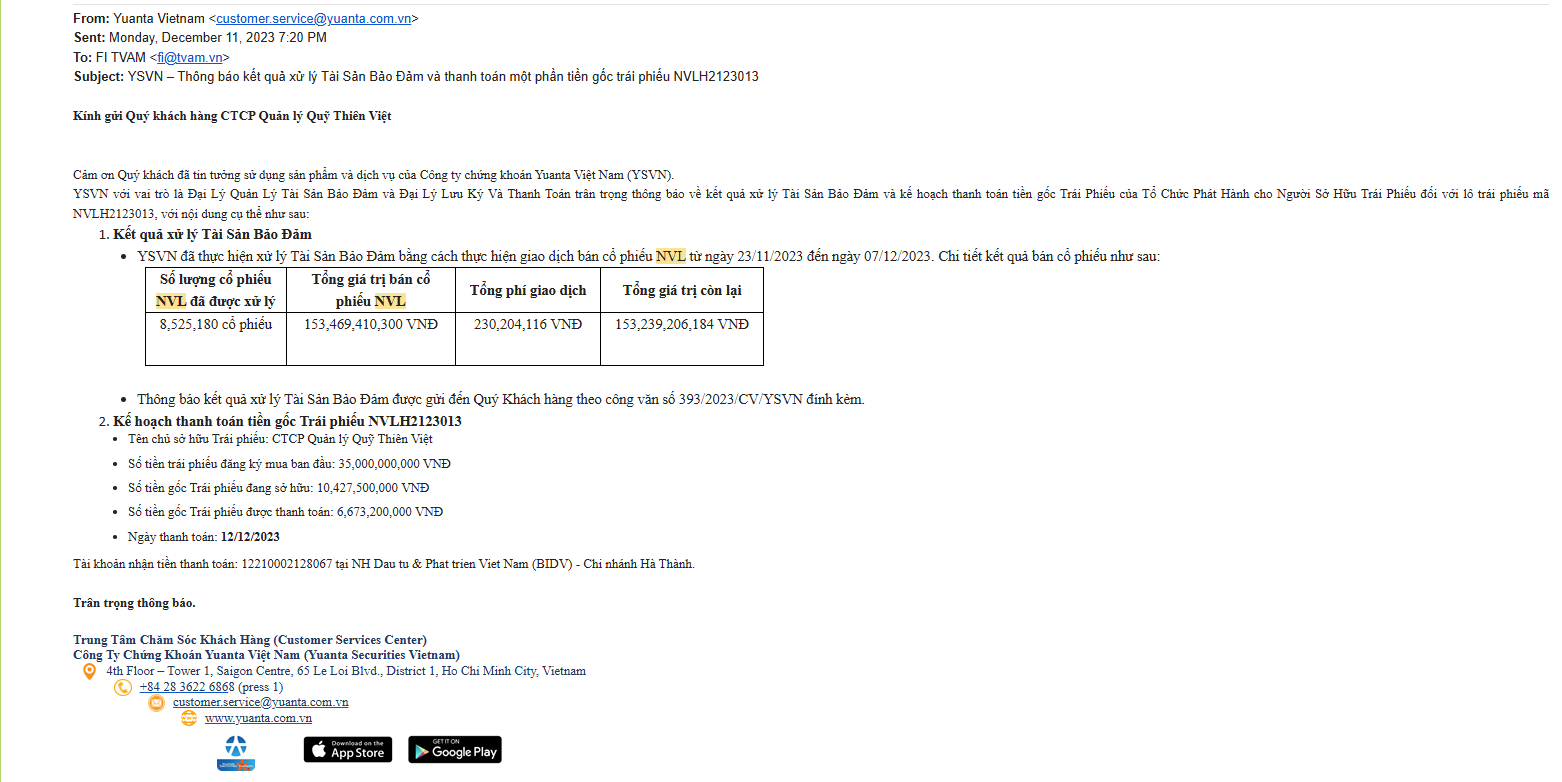 From: Yuanta Vietnam <customer.service@yuanta.com.vn>
Sent: Monday, December 11, 2023 7:20 PM
To: FI TVAM <fi@tvam.vn>
Subject: YSVN – Thông báo kết quả xử lý Tài Sản Bảo Đảm và thanh toán một phần tiền gốc trái phiếu NVLH2123013
Kính gửi Quý khách hàng CTCP Quản lý Quỹ Thiên Việt
Cảm ơn Quý khách đã tin tưởng sử dụng sản phẩm và dịch vụ của Công ty chứng khoán Yuanta Việt Nam (YSVN).
YSVN với vai trò là Đại Lý Quản Lý Tài Sản Bảo Đảm và Đại Lý Lưu Ký Và Thanh Toán trân trọng thông báo về kết quả xử lý Tài Sản Bảo Đảm và kế hoạch thanh toán tiền gốc Trái Phiếu của Tổ Chức Phát Hành cho Người Sở Hữu Trái Phiếu đối với lô trái phiếu mã
NVLH2123013, với nội dung cụ thể như sau:
1. Kết quả xử lý Tài Sản Bảo Đảm
• YSVN đã thực hiện xử lý Tài Sản Bảo Đảm bằng cách thực hiện giao dịch bán cổ phiếu NVL từ ngày 23/11/2023 đến ngày 07/12/2023. Chi tiết kết quả bán cổ phiếu như sau:
Số lượng cổ phiếu
NVL đã được xử lý
Tổng giá trị bán cổ
phiếu NVL
Tổng phí giao dịch
Tổng giá trị còn lại
8,525,180 cổ phiếu
153,469,410,300 VNĐ
230,204,116 VNĐ
153,239,206,184 VNĐ
• Thông báo kết quả xử lý Tài Sản Bảo Đảm được gửi đến Quý Khách hàng theo công văn số 393/2023/CV/YSVN đính kèm.
2. Kế hoạch thanh toán tiền gốc Trái phiếu NVLH2123013
• Tên chủ sở hữu Trái phiếu: CTCP Quản lý Quỹ Thiên Việt
• Số tiền trái phiếu đăng ký mua ban đầu: 35,000,000,000 VNĐ
• Số tiền gốc Trái phiếu đang sở hữu: 10,427,500,000 VNĐ
• Số tiền gốc Trái phiếu được thanh toán: 6,673,200,000 VNĐ
• Ngày thanh toán: 12/12/2023
Tài khoản nhận tiền thanh toán: 12210002128067 tại NH Dau tu & Phat trien Viet Nam (BIDV) - Chi nhánh Hà Thành.
Trân trọng thông báo.
Trung Tâm Chăm Sóc Khách Hàng (Customer Services Center)
Công Ty Chứng Khoán Yuanta Việt Nam (Yuanta Securities Vietnam)
4th Floor – Tower 1, Saigon Centre, 65 Le Loi Blvd., District 1, Ho Chi Minh City, Vietnam
+84 28 3622 6868 (press 1)
customer.service@yuanta.com.vn
www.yuanta.com.vn
Download on the
App Store
GET IT ON
Google Play